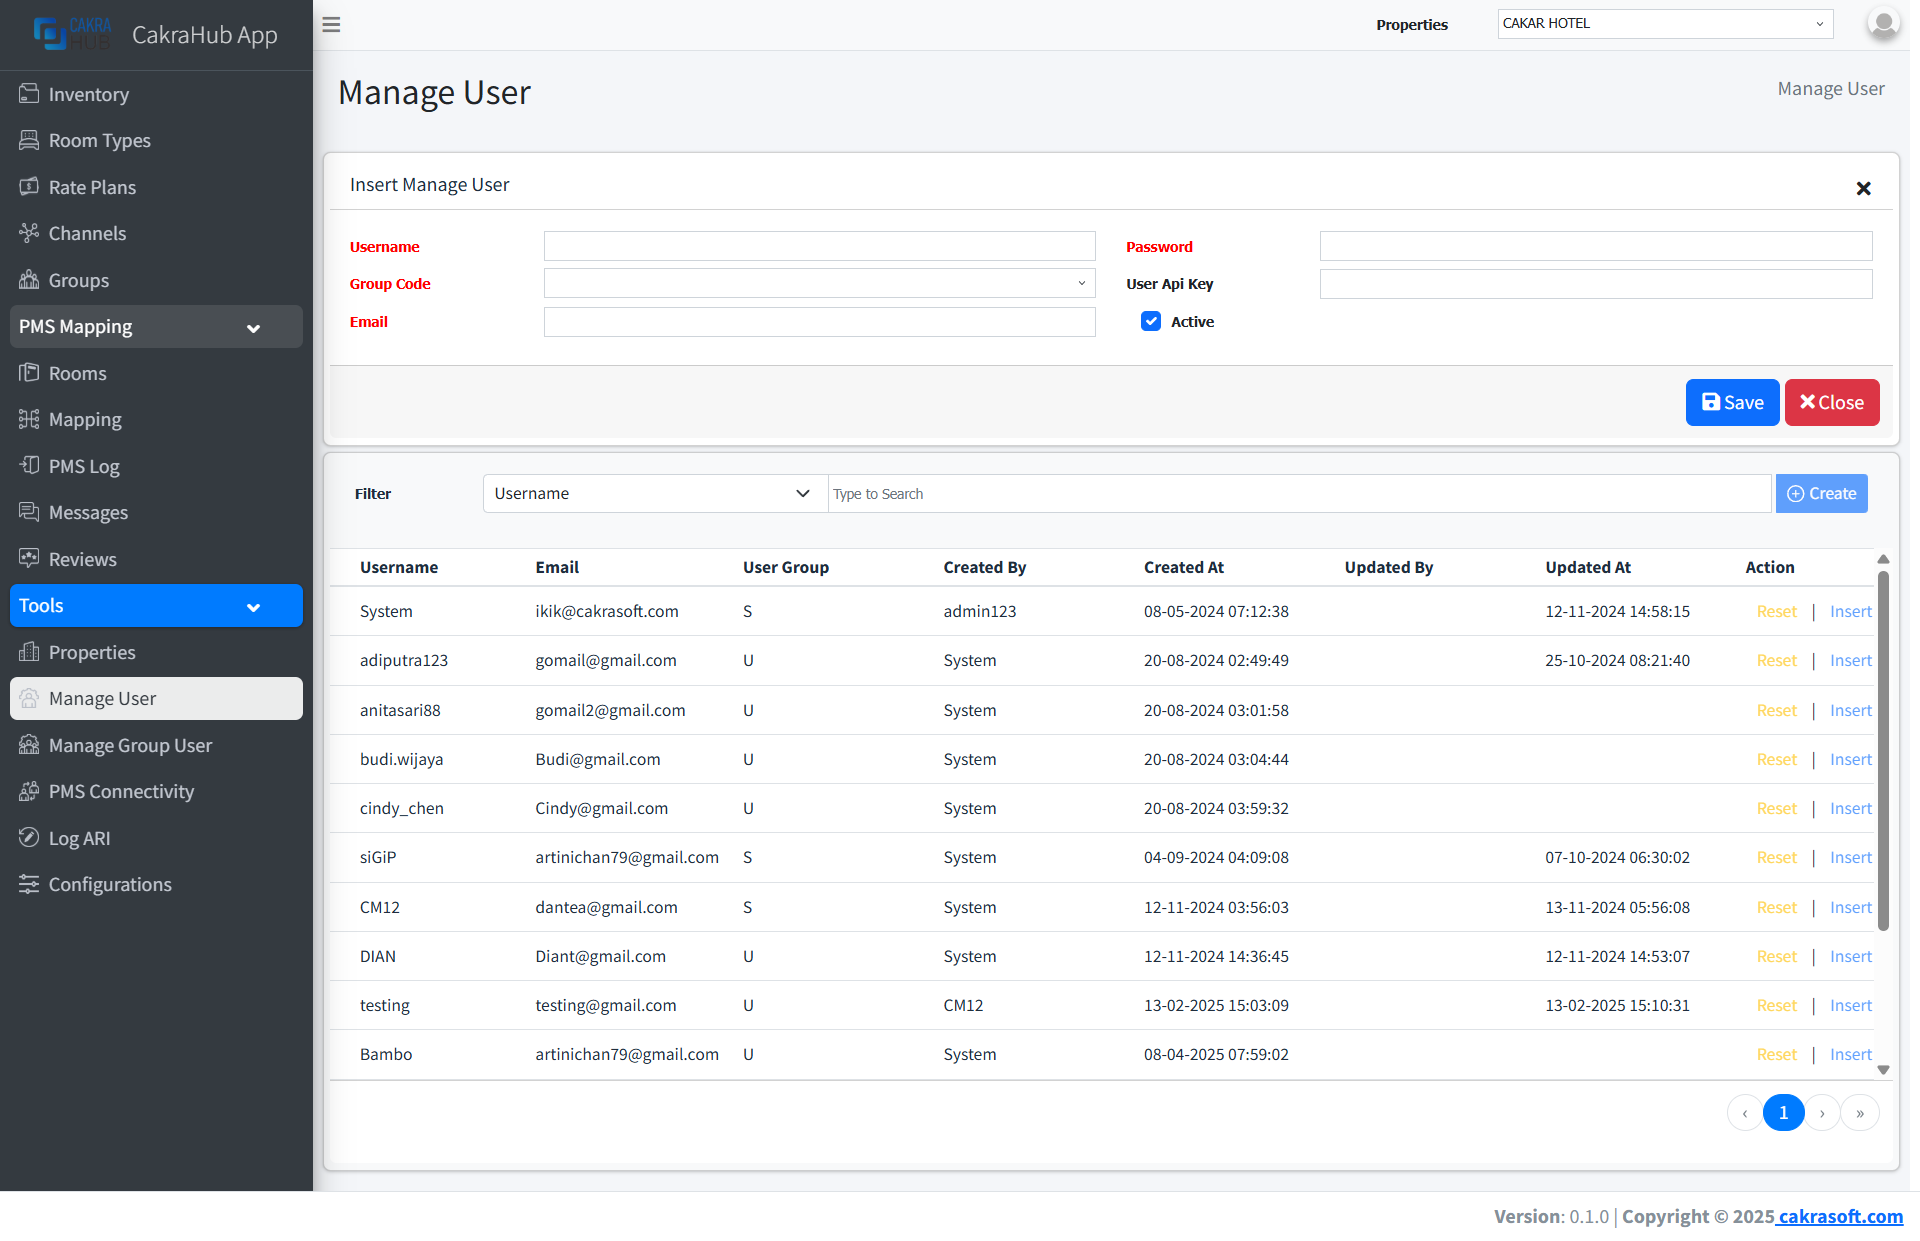 CAKRA
HUB
CakraHub App
Properties
CAKAR HOTEL
Inventory
Room Types
Rate Plans
Channels
Groups
PMS Mapping
Rooms
Mapping
PMS Log
Messages
Reviews
Tools
Properties
Manage User
Manage Group User
PMS Connectivity
Log ARI
Configurations
Manage User
Manage User
Insert Manage User
Username
Password
Group Code
User Api Key
Email
Active
Save
Close
Filter
Username
Type to Search
Create
Username Email User Group Created By Created At Updated By Updated At Action
System ikik@cakrasoft.com S admin123 08-05-2024 07:12:38 12-11-2024 14:58:15 Reset | Insert
adiputra123 gomail@gmail.com U System 20-08-2024 02:49:49 25-10-2024 08:21:40 Reset | Insert
anitasari88 gomail2@gmail.com U System 20-08-2024 03:01:58 Reset | Insert
budi.wijaya Budi@gmail.com U System 20-08-2024 03:04:44 Reset | Insert
cindy_chen Cindy@gmail.com U System 20-08-2024 03:59:32 Reset | Insert
siGiP artinichan79@gmail.com S System 04-09-2024 04:09:08 07-10-2024 06:30:02 Reset | Insert
CM12 dantea@gmail.com S System 12-11-2024 03:56:03 13-11-2024 05:56:08 Reset | Insert
DIAN Diant@gmail.com U System 12-11-2024 14:36:45 12-11-2024 14:53:07 Reset | Insert
testing testing@gmail.com U CM12 13-02-2025 15:03:09 13-02-2025 15:10:31 Reset | Insert
Bambo artinichan79@gmail.com U System 08-04-2025 07:59:02 Reset | Insert
‹ 1 › »
Version: 0.1.0 | Copyright © 2025 cakrasoft.com